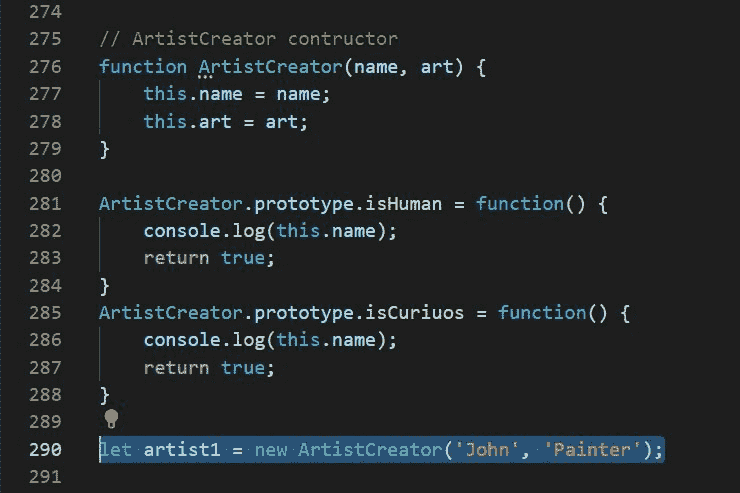 274
275 // ArtistCreator contructor
276 function ArtistCreator(name, art) {
277     this.name = name;
278     this.art = art;
279 }
280
281 ArtistCreator.prototype.isHuman = function() {
282     console.log(this.name);
283     return true;
284 }
285 ArtistCreator.prototype.isCuriuos = function() {
286     console.log(this.name);
287     return true;
288 }
289
290 let artist1 = new ArtistCreator('John', 'Painter');
291